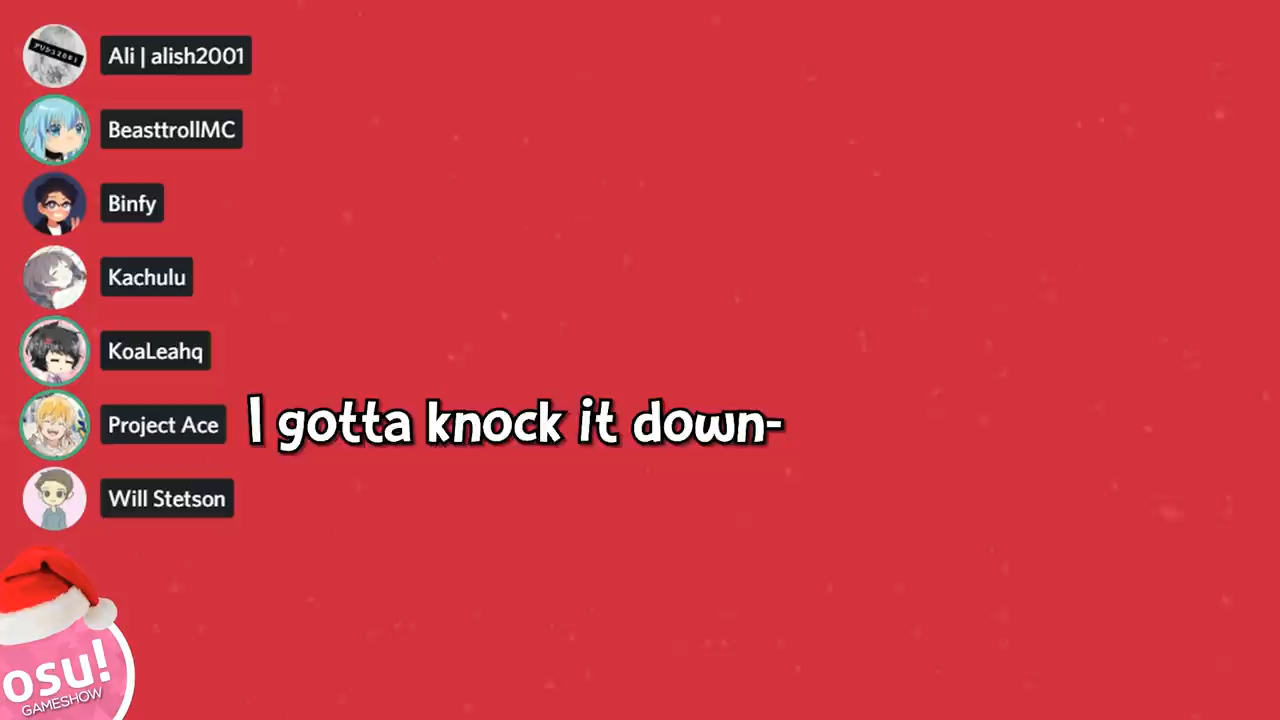 Ali | alish2001
BeasttrollMC
Binfy
Kachulu
KoaLeahq
Project Ace
I gotta knock it down-
Will Stetson
osu!
GAMESHOW